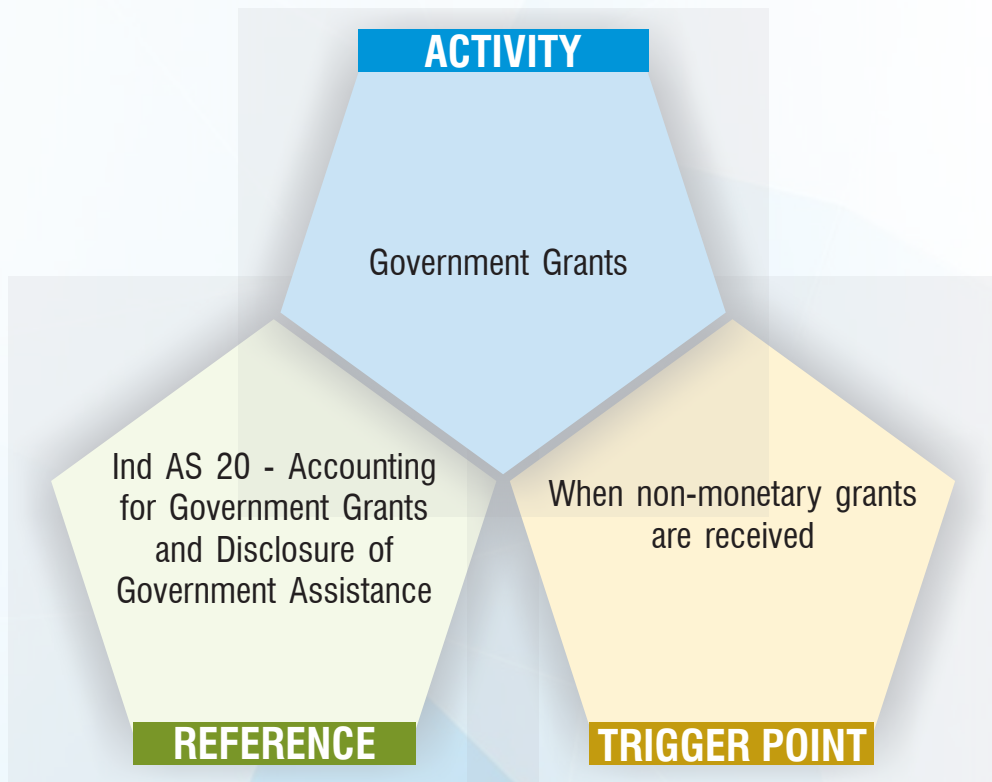 ACTIVITY
Government Grants
Ind AS 20 - Accounting
for Government Grants
and Disclosure of
Government Assistance
REFERENCE
When non-monetary grants
are received
TRIGGER POINT